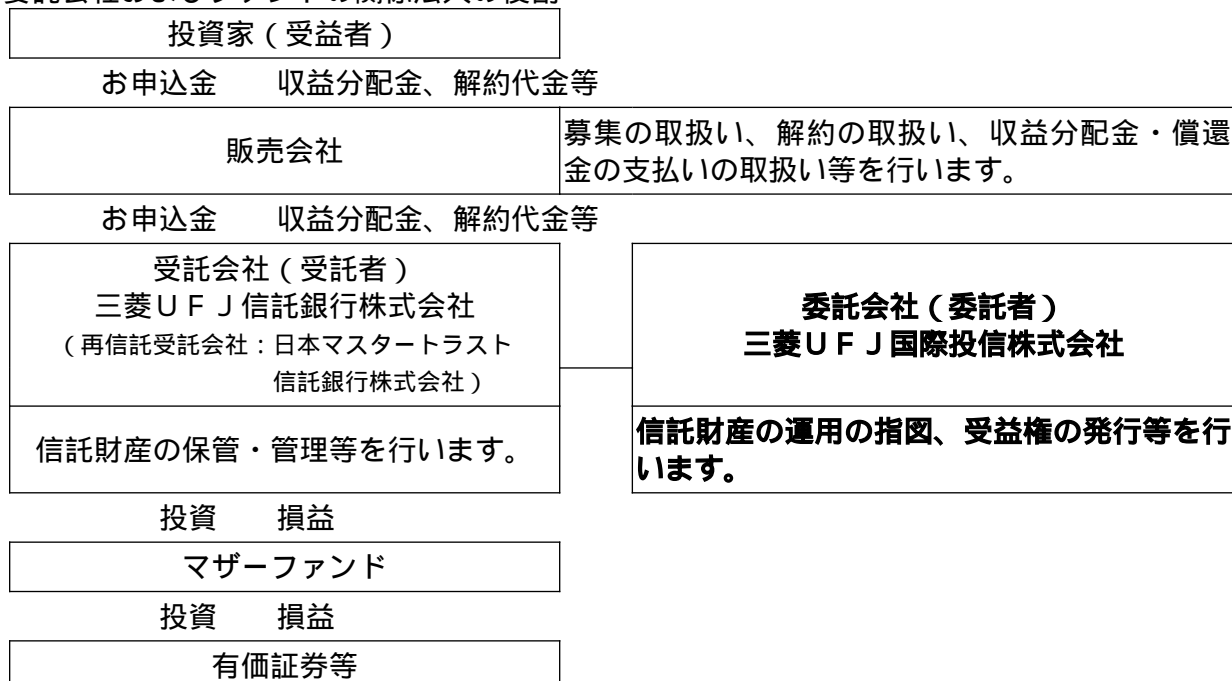 投資家（受益者）
お申込金　　収益分配金、解約代金等
販売会社
募集の取扱い、解約の取扱い、収益分配金・償還
金の支払いの取扱い等を行います。
お申込金　　収益分配金、解約代金等
受託会社（受託者）
三菱ＵＦＪ信託銀行株式会社
（再信託受託会社：日本マスタートラスト
信託銀行株式会社）
信託財産の保管・管理等を行います。
委託会社（委託者）
三菱ＵＦＪ国際投信株式会社
信託財産の運用の指図、受益権の発行等を行
います。
投資　　損益
マザーファンド
投資　　損益
有価証券等